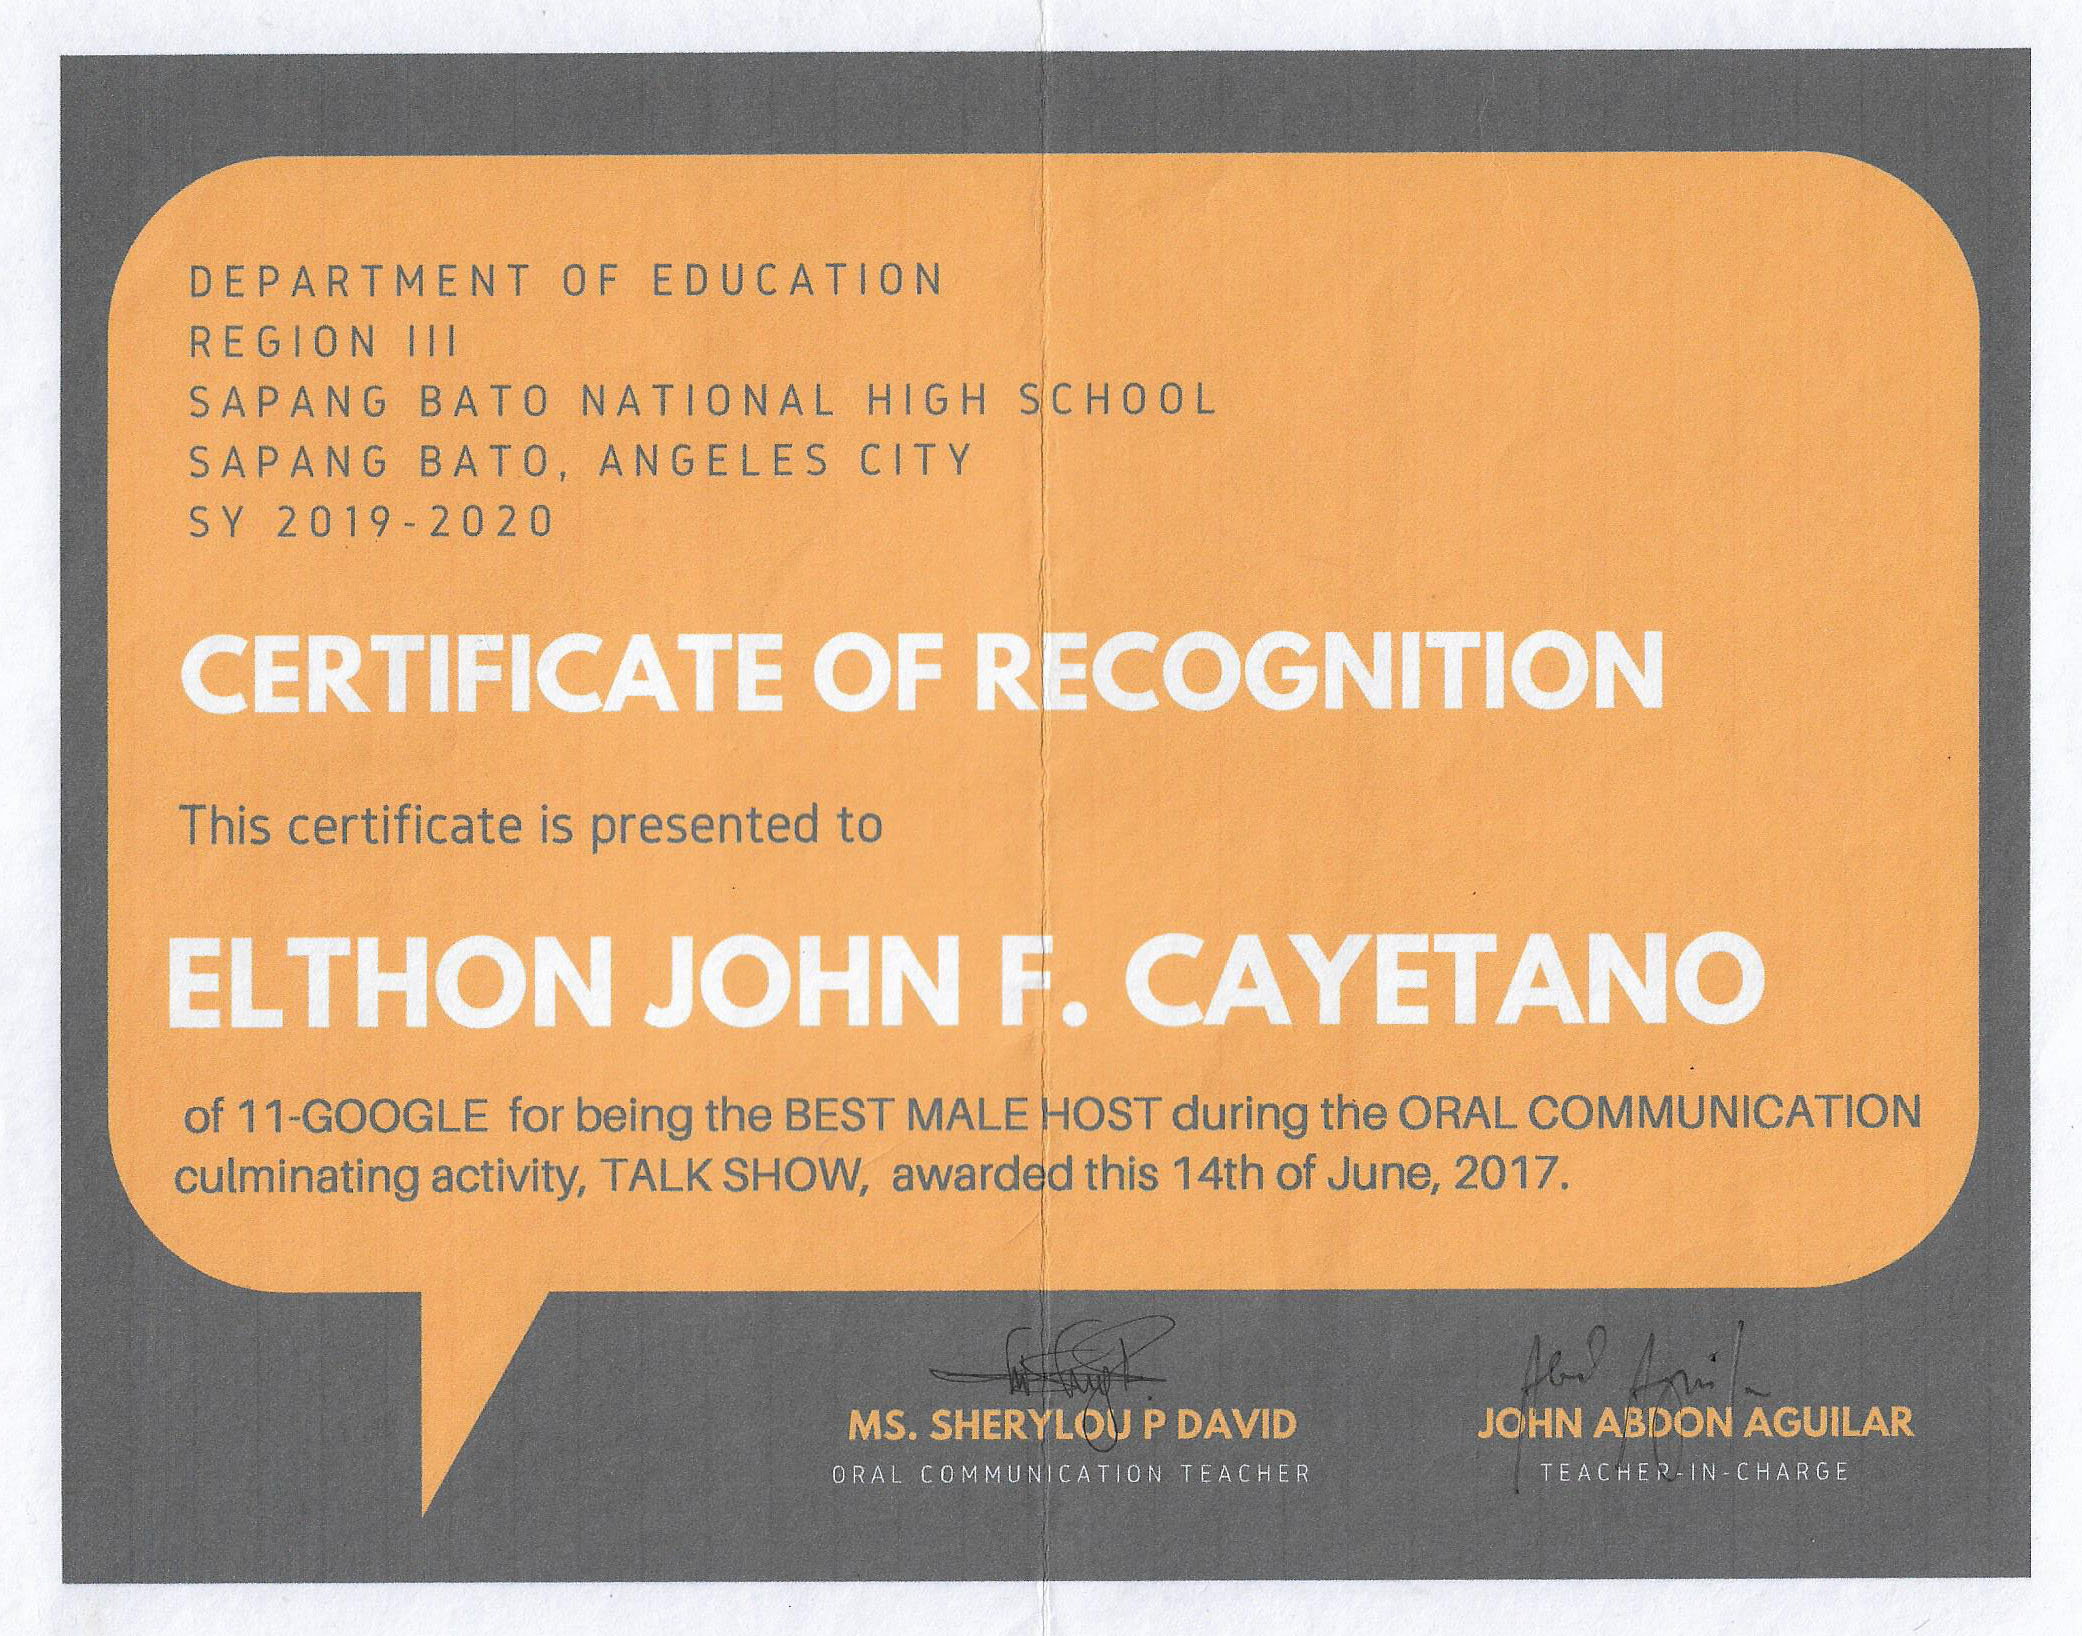 DEPARTMENT OF EDUCATION
REGION III
SAPANG BATO NATIONAL HIGH SCHOOL
SAPANG BATO, ANGELES CITY
SY 2019-2020
CERTIFICATE OF RECOGNITION
This certificate is presented to
ELTHON JOHN F. CAYETANO
of 11-GOOGLE for being the BEST MALE HOST during the ORAL COMMUNICATION
culminating activity, TALK SHOW, awarded this 14th of June, 2017.
MS. SHERYLOU P DAVID
ORAL COMMUNICATION TEACHER
JOHN ABDON AGUILAR
TEACHER-IN-CHARGE